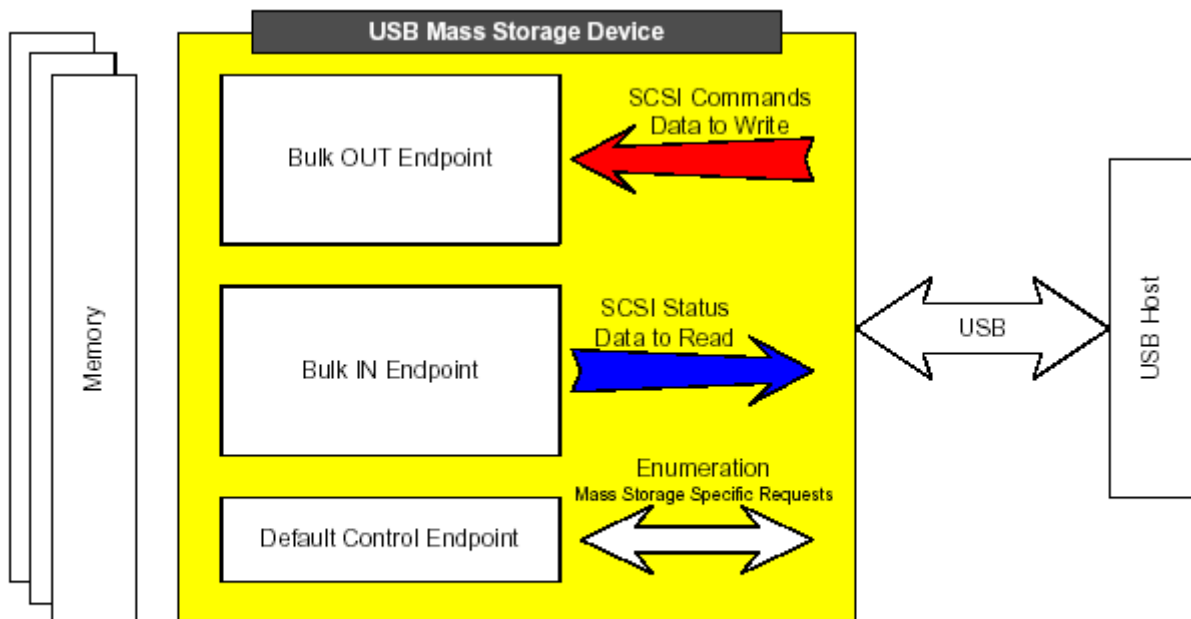 USB Mass Storage Device
SCSI Commands
Data to Write
Bulk OUT Endpoint
SCSI Status
Data to Read
Bulk IN Endpoint
Enumeration
Mass Storage Specific Requests
Default Control Endpoint
Memory
USB
USB Host